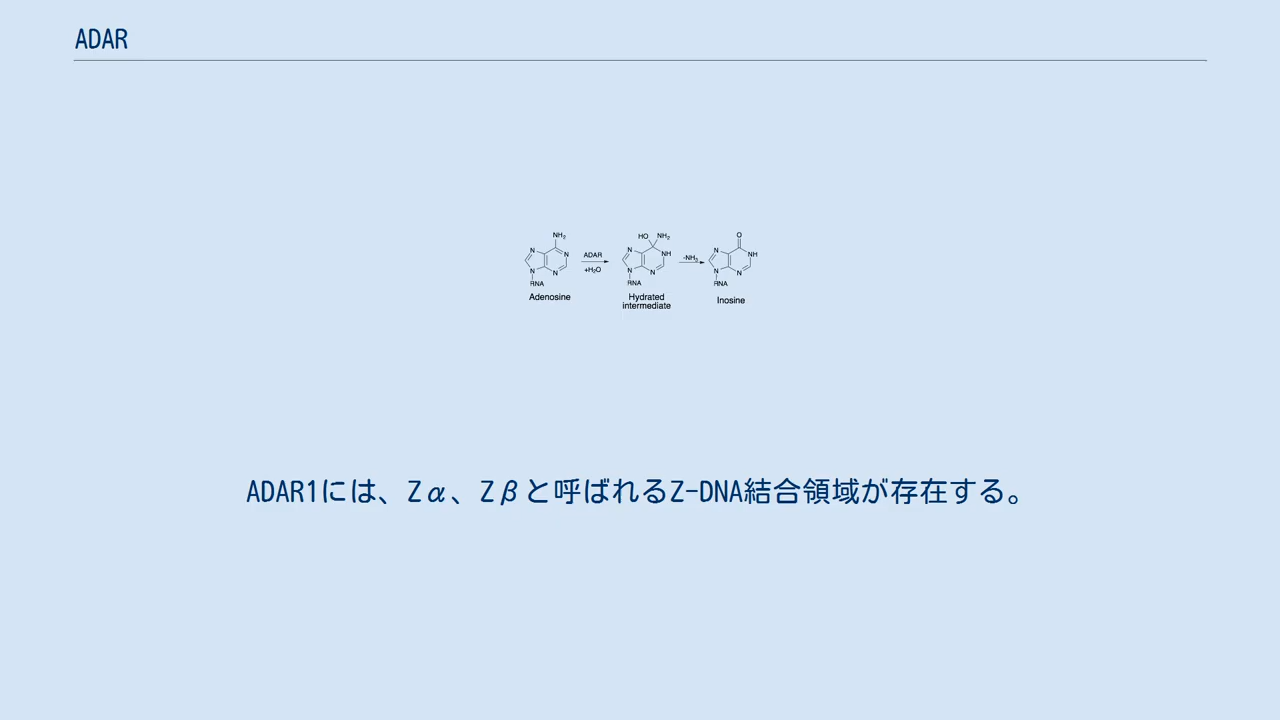 ADAR
NH₂
N
N
N
N
RNA
Adenosine
ADAR
+H₂O
HO
NH₂
N
NH
N
N
RNA
Hydrated
intermediate
-NH₃
O
N
NH
N
N
RNA
Inosine
ADAR1には、Zα、Zβと呼ばれるZ-DNA結合領域が存在する。